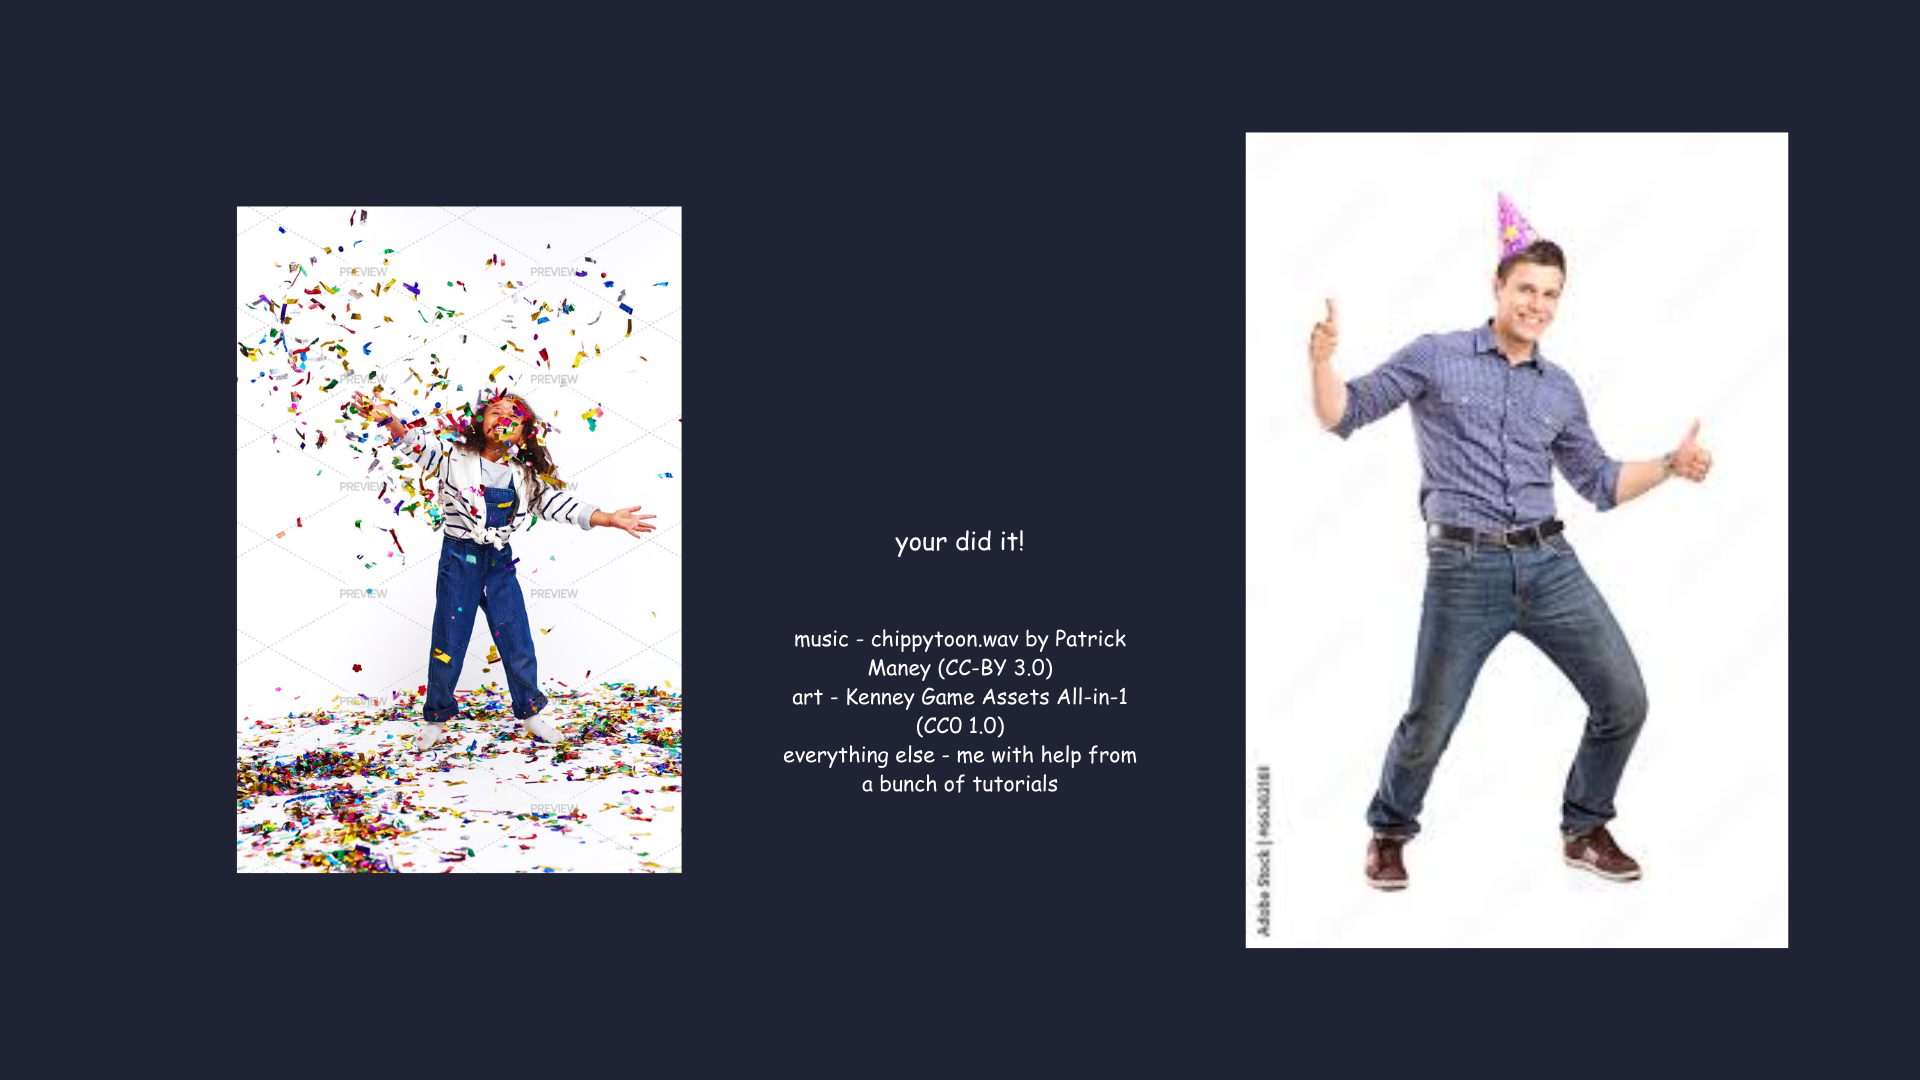 PREVIEW PREVIEW
PREVIEW PREVIEW
PREVIEW
PREVIEW PREVIEW
PREVIEW PREVIEW
PREVIEW
your did it!
music - chippytoon.wav by Patrick
Maney (CC-BY 3.0)
art - Kenney Game Assets All-in-1
(CC0 1.0)
everything else - me with help from
a bunch of tutorials
Adobe Stock |